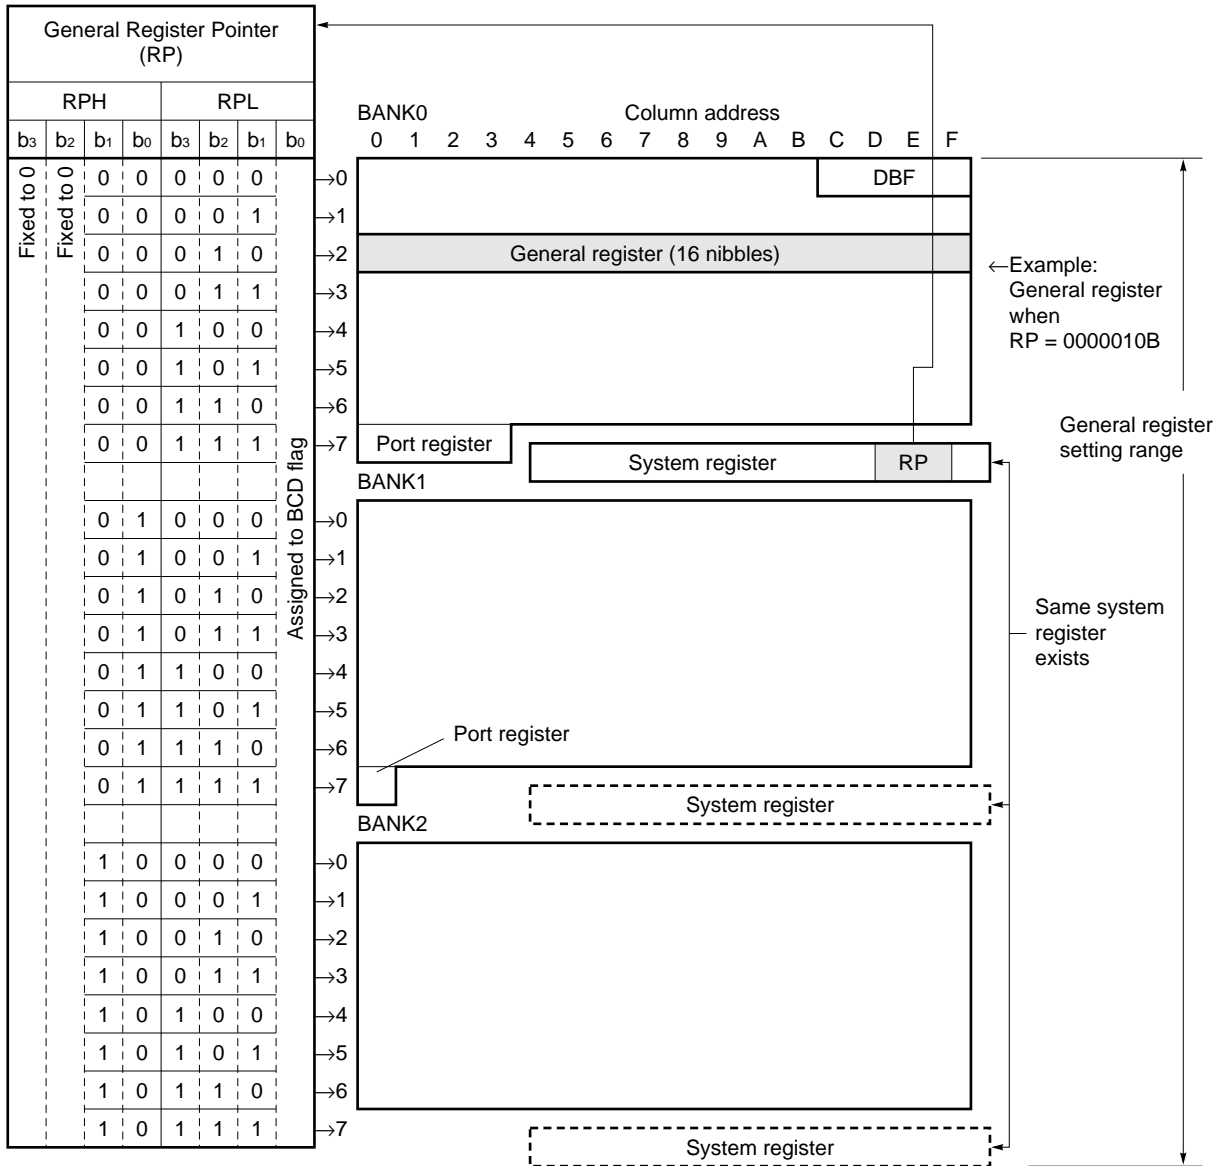 General Register Pointer
(RP)
RPH RPL
b3 b2 b1 b0 b3 b2 b1 b0
BANK0 Column address
0 1 2 3 4 5 6 7 8 9 A B C D E F
Fixed to 0
Fixed to 0
Assigned to BCD flag
0 0 0 0 0 →0
DBF
0 0 0 0 1 →1
0 0 0 1 0 →2
General register (16 nibbles)
←Example:
General register
when
RP = 0000010B
0 0 0 1 1 →3
0 0 1 0 0 →4
0 0 1 0 1 →5
0 0 1 1 0 →6
0 0 1 1 1 →7
Port register
System register RP
General register
setting range
BANK1
0 1 0 0 0 →0
0 1 0 0 1 →1
0 1 0 1 0 →2
0 1 0 1 1 →3
0 1 1 0 0 →4
0 1 1 0 1 →5
0 1 1 1 0 →6
0 1 1 1 1 →7
Same system
register
exists
Port register
System register
BANK2
1 0 0 0 0 →0
1 0 0 0 1 →1
1 0 0 1 0 →2
1 0 0 1 1 →3
1 0 1 0 0 →4
1 0 1 0 1 →5
1 0 1 1 0 →6
1 0 1 1 1 →7
System register